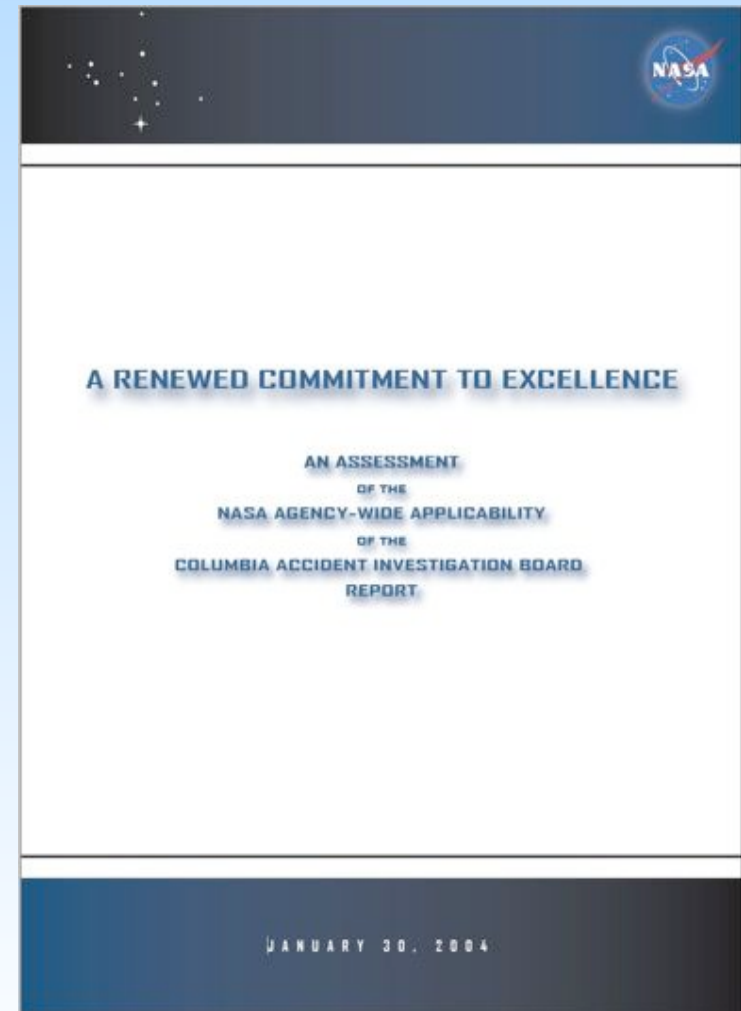 NASA
A RENEWED COMMITMENT TO EXCELLENCE
AN ASSESSMENT
OF THE
NASA AGENCY-WIDE APPLICABILITY
OF THE
COLUMBIA ACCIDENT INVESTIGATION BOARD
REPORT
JANUARY 30, 2004